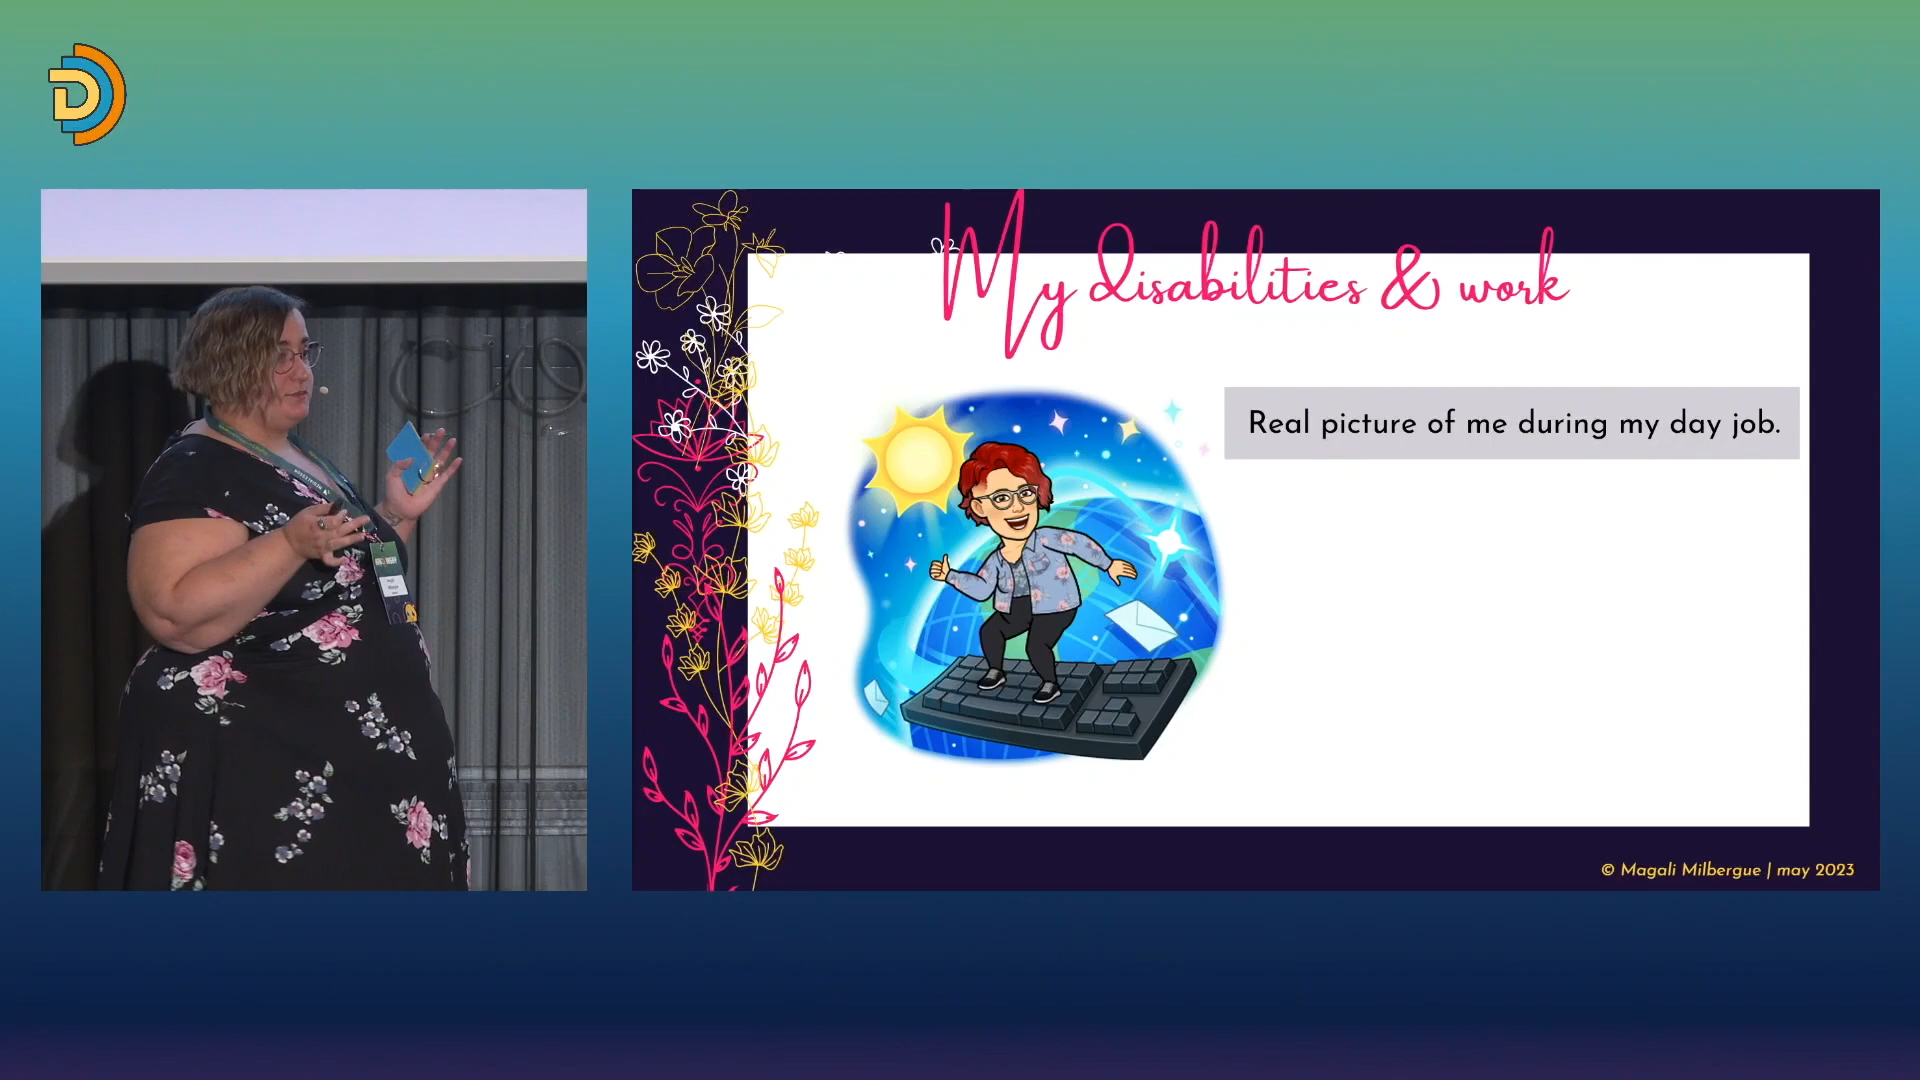 My disabilities & work
Real picture of me during my day job.
© Magali Milbergue | may 2023